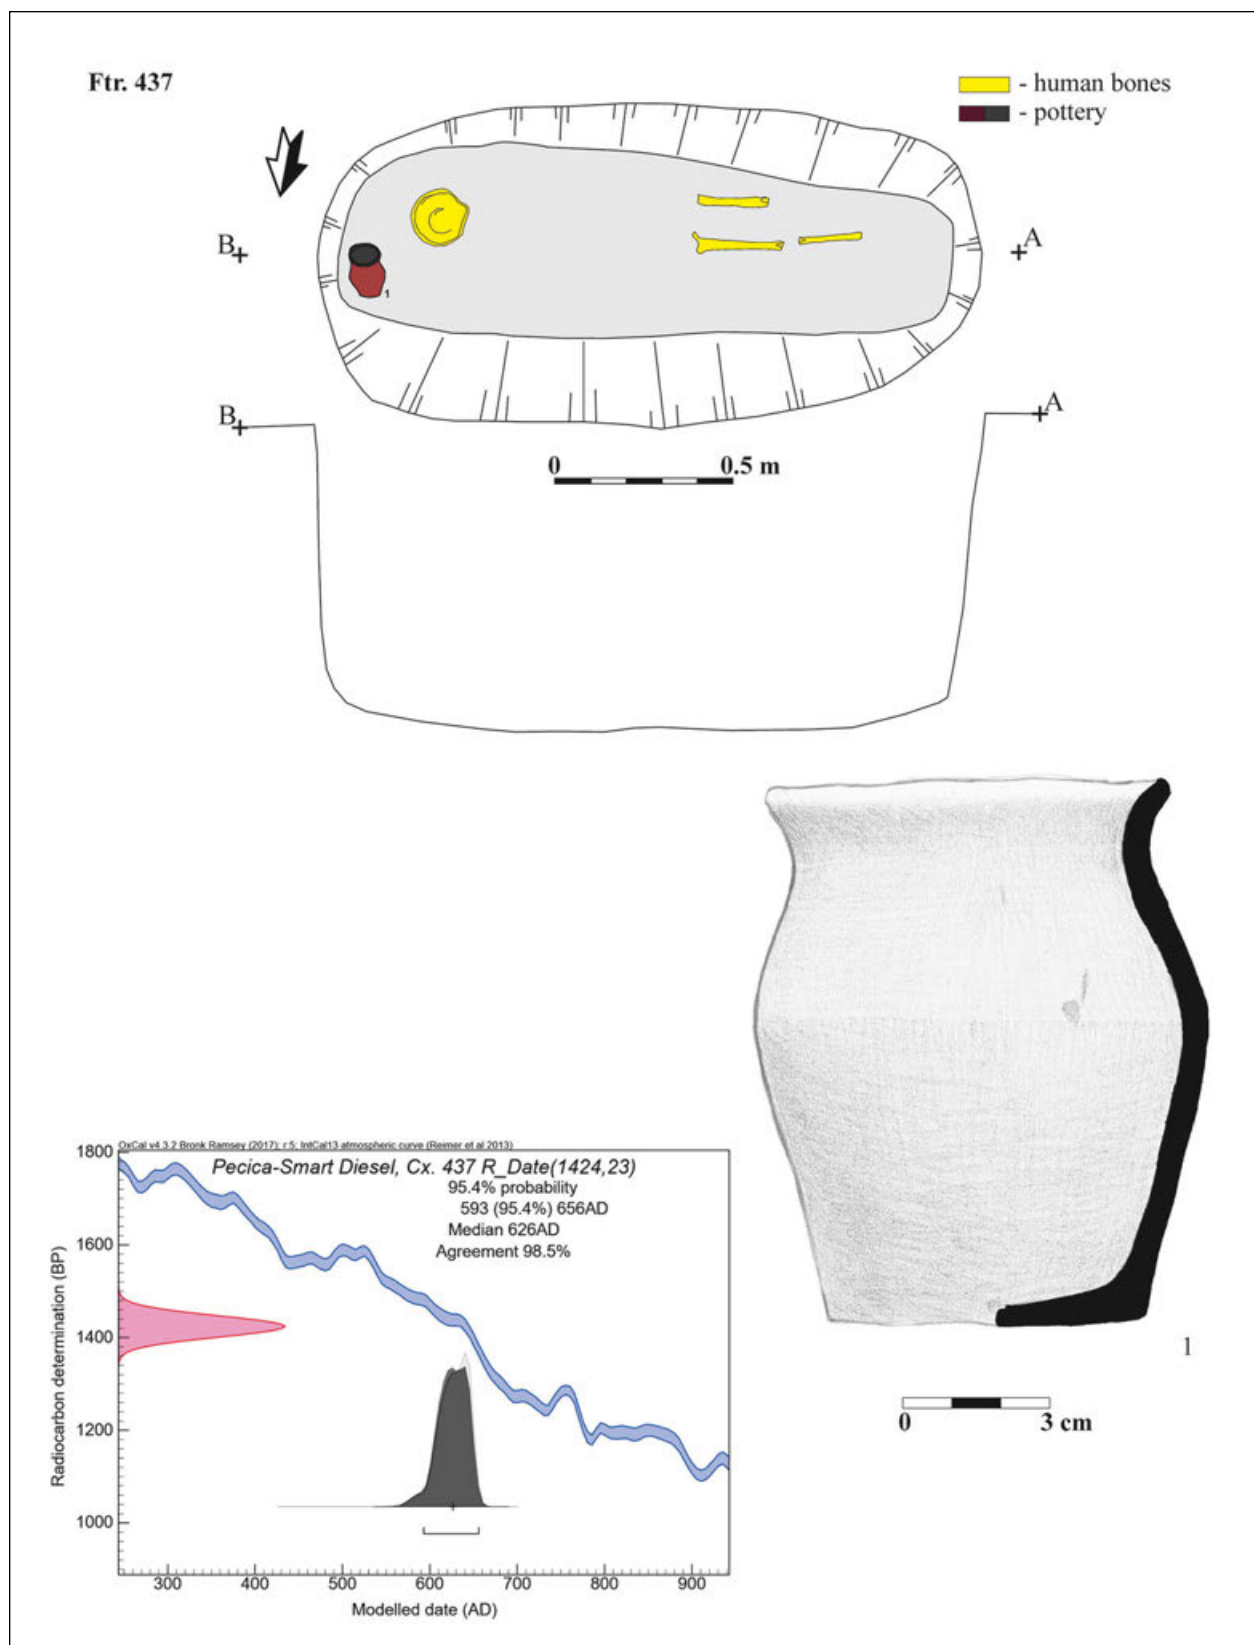 Ftr. 437
- human bones
- pottery
B
A
1
B
A
0 0.5 m
1
0 3 cm
OxCal v4.3.2 Bronk Ramsey (2017); r:5; IntCal13 atmospheric curve (Reimer et al 2013)
Pecica-Smart Diesel, Cx. 437 R_Date(1424,23)
95.4% probability
593 (95.4%) 656AD
Median 626AD
Agreement 98.5%
Radiocarbon determination (BP)
1800
1600
1400
1200
1000
300 400 500 600 700 800 900
Modelled date (AD)